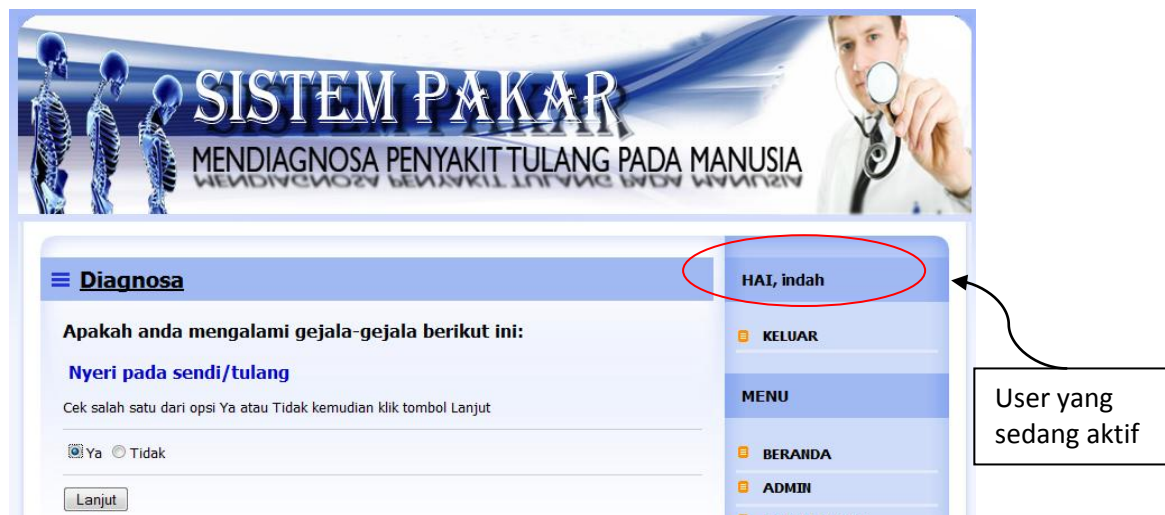 SISTEM PAKAR
MENDIAGNOSA PENYAKIT TULANG PADA MANUSIA
Diagnosa
Apakah anda mengalami gejala-gejala berikut ini:
Nyeri pada sendi/tulang
Cek salah satu dari opsi Ya atau Tidak kemudian klik tombol Lanjut
Ya Tidak
Lanjut
HAI, indah
KELUAR
MENU
BERANDA
ADMIN
User yang
sedang aktif